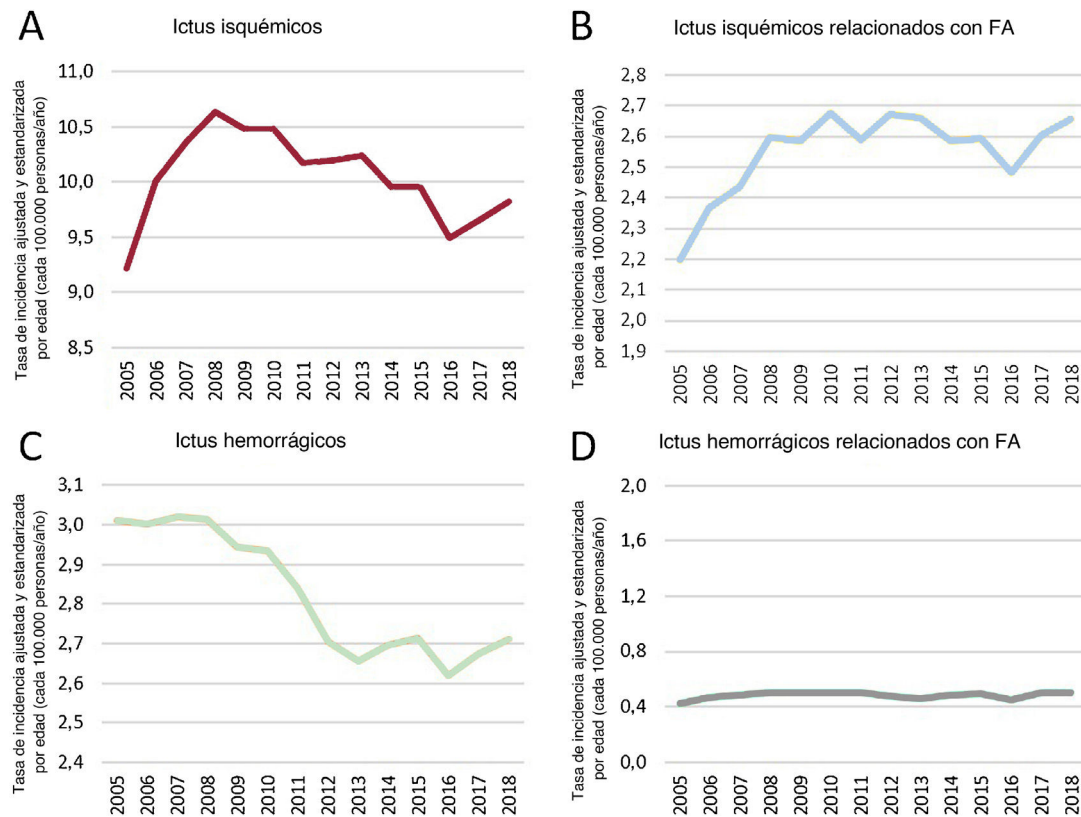 A
Ictus isquémicos
Tasa de incidencia ajustada y estandarizada
por edad (cada 100.000 personas/año)
11,0
10,5
10,0
9,5
9,0
8,5
2005 2006 2007 2008 2009 2010 2011 2012 2013 2014 2015 2016 2017 2018
B
Ictus isquémicos relacionados con FA
Tasa de incidencia ajustada y estandarizada
por edad (cada 100.000 personas/año)
2,8
2,7
2,6
2,5
2,4
2,3
2,2
2,1
2,0
1,9
2005 2006 2007 2008 2009 2010 2011 2012 2013 2014 2015 2016 2017 2018
C
Ictus hemorrágicos
Tasa de incidencia ajustada y estandarizada
por edad (cada 100.000 personas/año)
3,1
3,0
2,9
2,8
2,7
2,6
2,5
2,4
2005 2006 2007 2008 2009 2010 2011 2012 2013 2014 2015 2016 2017 2018
D
Ictus hemorrágicos relacionados con FA
Tasa de incidencia ajustada y estandarizada
por edad (cada 100.000 personas/año)
2,0
1,6
1,2
0,8
0,4
0,0
2005 2006 2007 2008 2009 2010 2011 2012 2013 2014 2015 2016 2017 2018